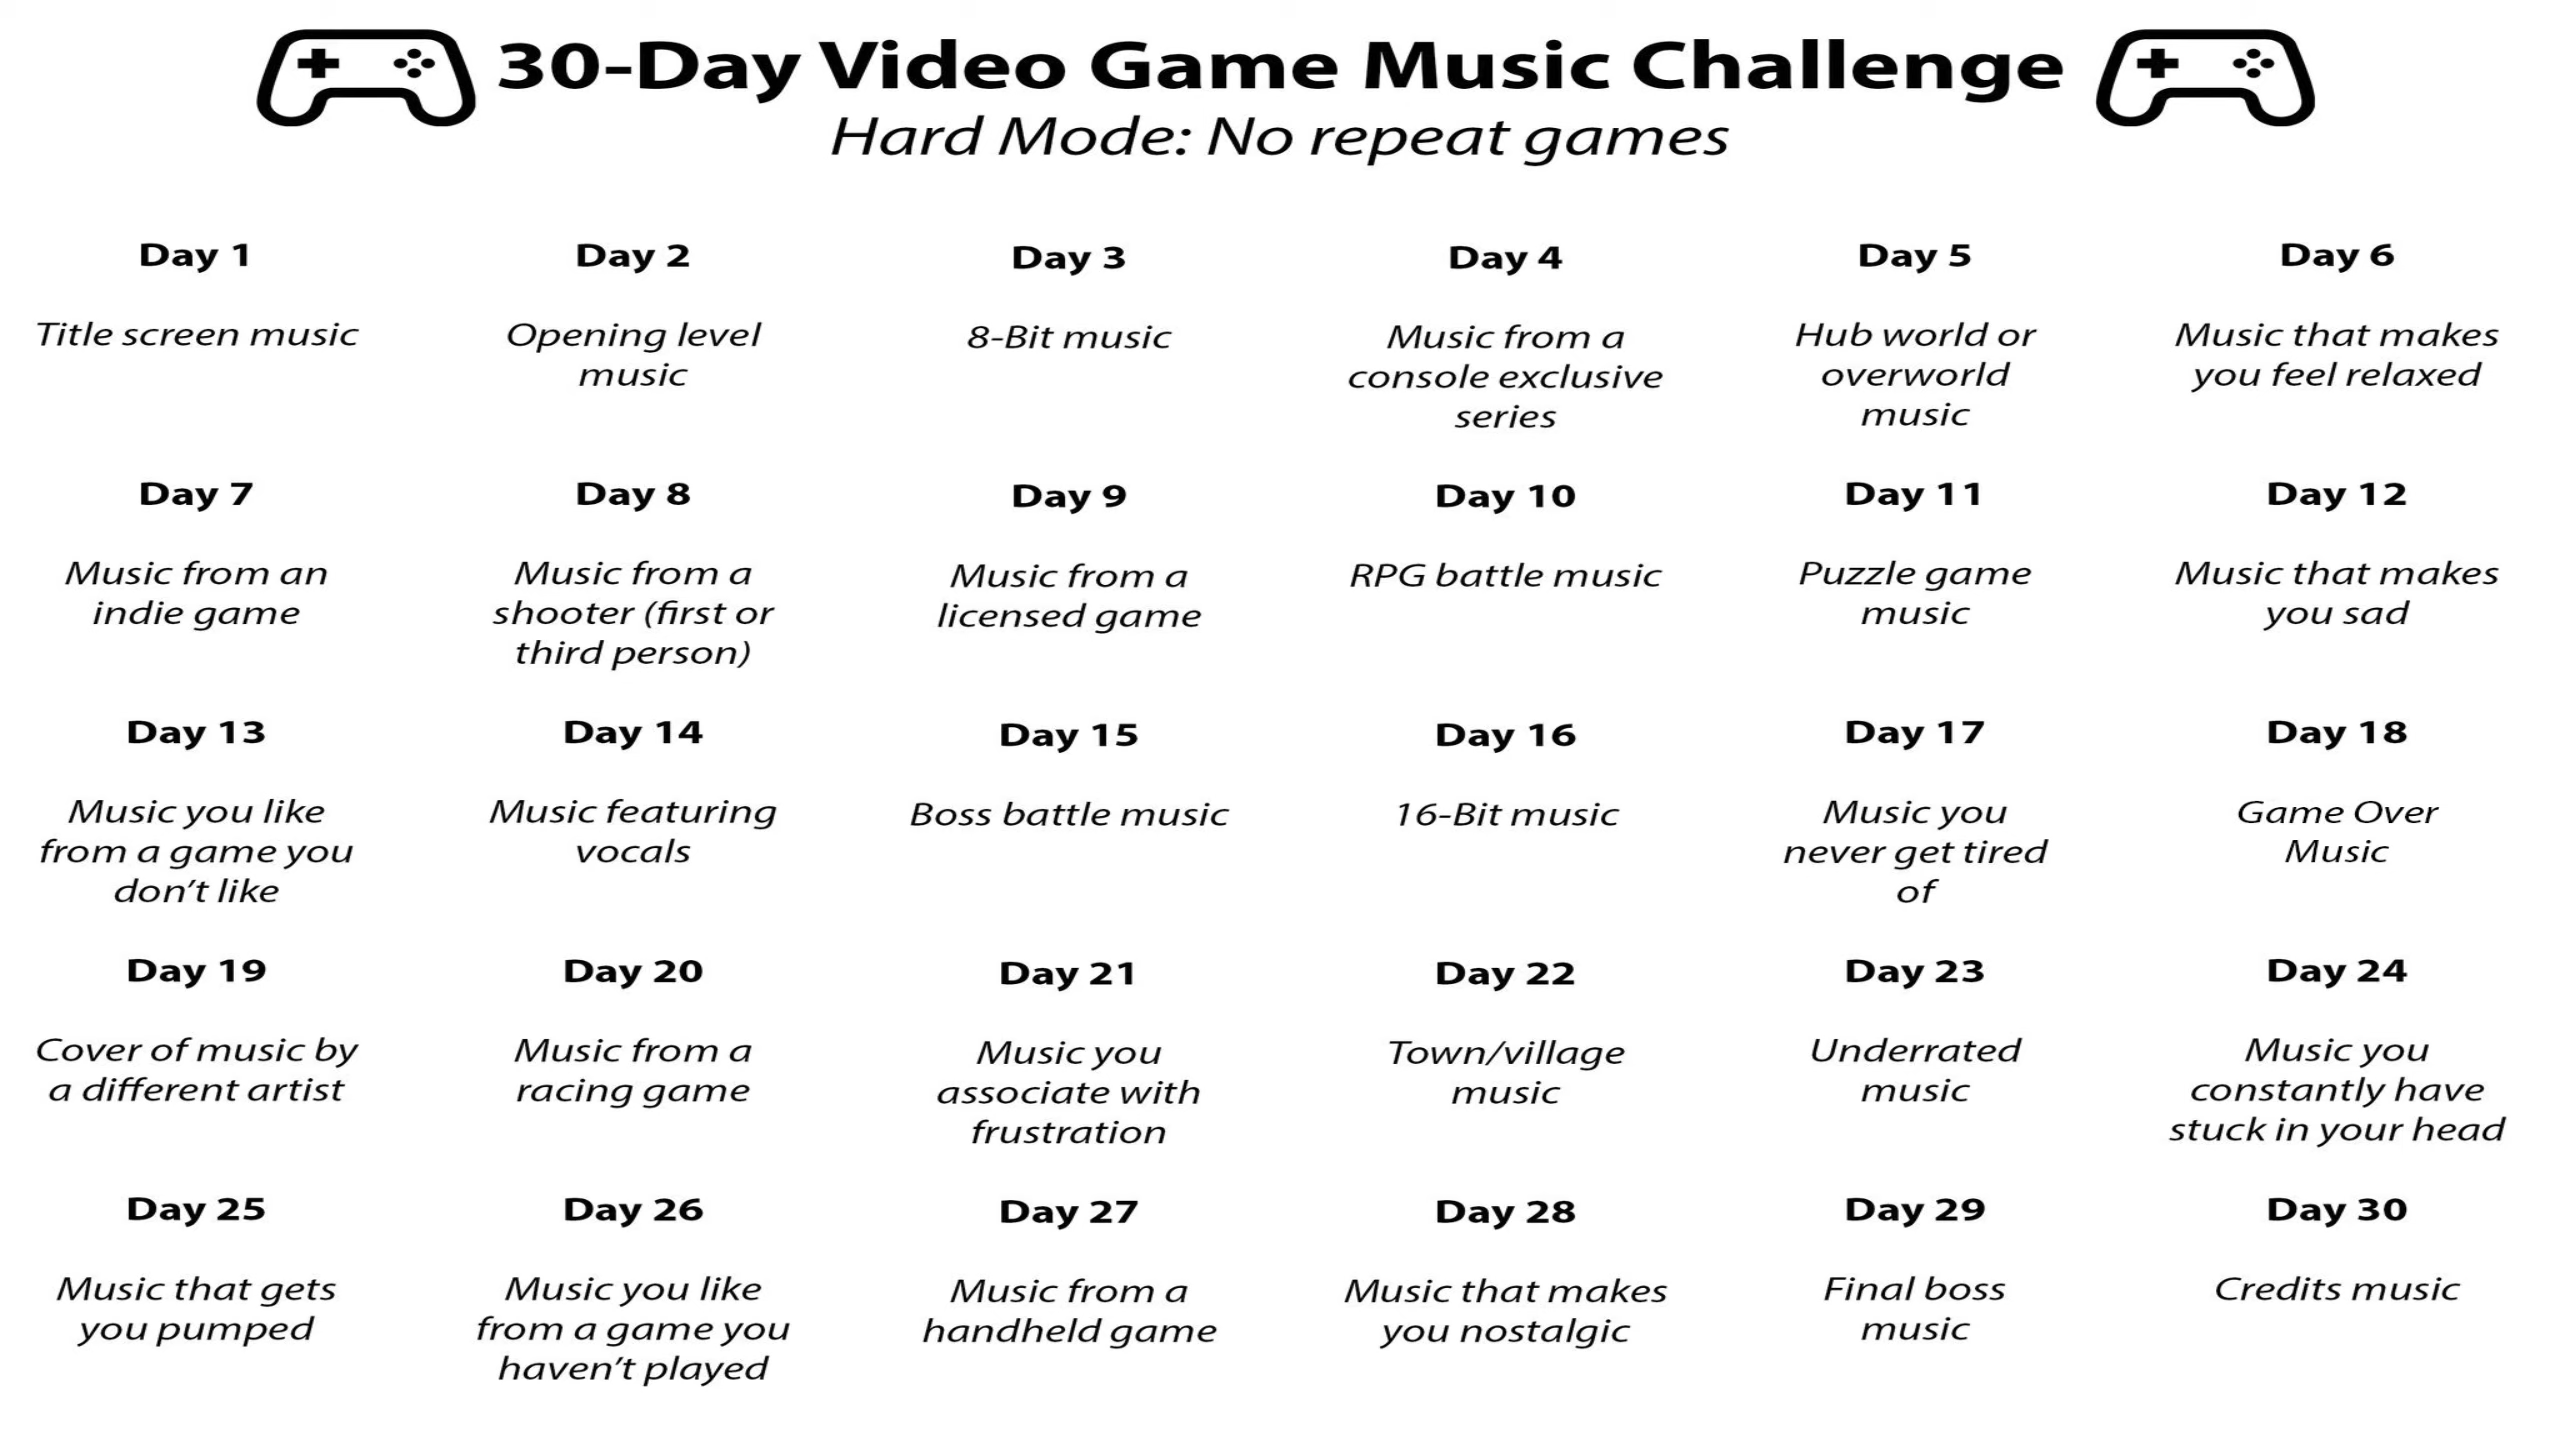 30-Day Video Game Music Challenge
Hard Mode: No repeat games
Day 1
Title screen music
Day 2
Opening level
music
Day 3
8-Bit music
Day 4
Music from a
console exclusive
series
Day 5
Hub world or
overworld
music
Day 6
Music that makes
you feel relaxed
Day 7
Music from an
indie game
Day 8
Music from a
shooter (first or
third person)
Day 9
Music from a
licensed game
Day 10
RPG battle music
Day 11
Puzzle game
music
Day 12
Music that makes
you sad
Day 13
Music you like
from a game you
don’t like
Day 14
Music featuring
vocals
Day 15
Boss battle music
Day 16
16-Bit music
Day 17
Music you
never get tired
of
Day 18
Game Over
Music
Day 19
Cover of music by
a different artist
Day 20
Music from a
racing game
Day 21
Music you
associate with
frustration
Day 22
Town/village
music
Day 23
Underrated
music
Day 24
Music you
constantly have
stuck in your head
Day 25
Music that gets
you pumped
Day 26
Music you like
from a game you
haven’t played
Day 27
Music from a
handheld game
Day 28
Music that makes
you nostalgic
Day 29
Final boss
music
Day 30
Credits music